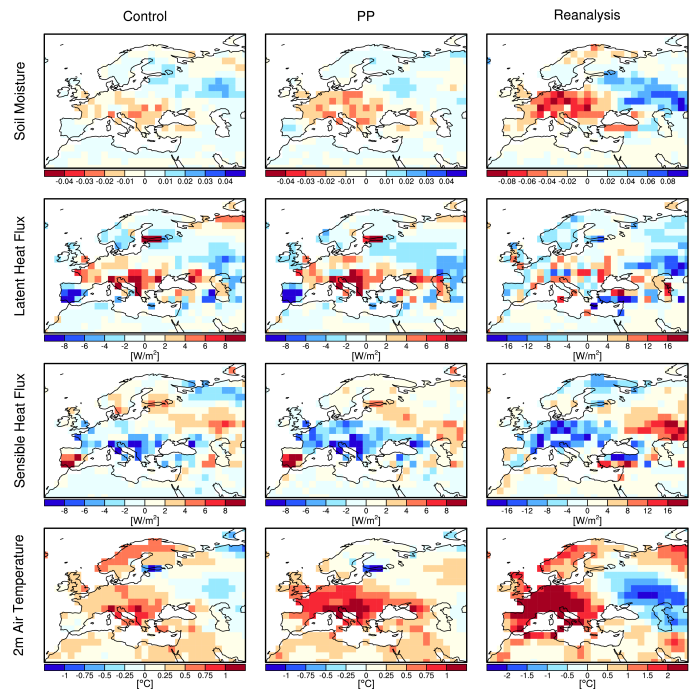 Control PP Reanalysis
Soil Moisture
-0.04 -0.03 -0.02 -0.01 0 0.01 0.02 0.03 0.04
-0.04 -0.03 -0.02 -0.01 0 0.01 0.02 0.03 0.04
-0.08 -0.06 -0.04 -0.02 0 0.02 0.04 0.06 0.08
Latent Heat Flux
-8 -6 -4 -2 0 2 4 6 8
[W/m²]
-8 -6 -4 -2 0 2 4 6 8
[W/m²]
-16 -12 -8 -4 0 4 8 12 16
[W/m²]
Sensible Heat Flux
-8 -6 -4 -2 0 2 4 6 8
[W/m²]
-8 -6 -4 -2 0 2 4 6 8
[W/m²]
-16 -12 -8 -4 0 4 8 12 16
[W/m²]
2m Air Temperature
-1 -0.75 -0.5 -0.25 0 0.25 0.5 0.75 1
[°C]
-1 -0.75 -0.5 -0.25 0 0.25 0.5 0.75 1
[°C]
-2 -1.5 -1 -0.5 0 0.5 1 1.5 2
[°C]